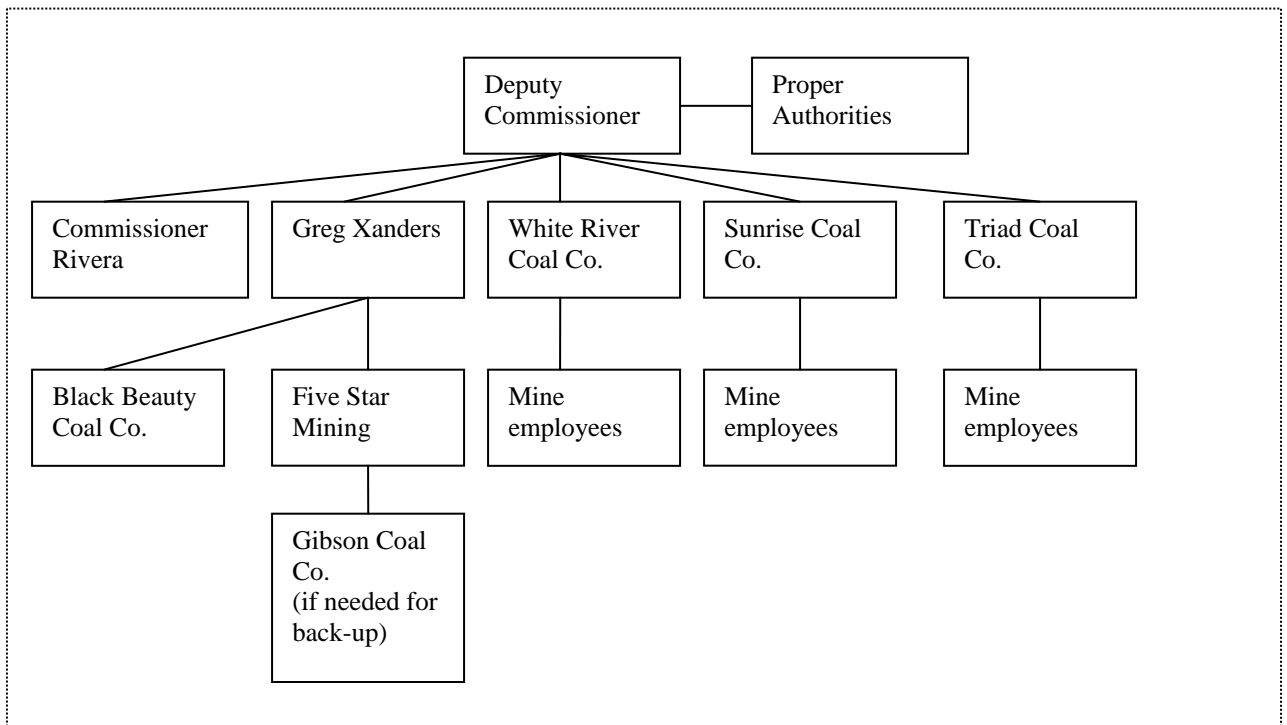 Deputy
Commissioner
Proper
Authorities
Commissioner
Rivera
Greg Xanders
White River
Coal Co.
Sunrise Coal
Co.
Triad Coal
Co.
Black Beauty
Coal Co.
Five Star
Mining
Mine
employees
Mine
employees
Mine
employees
Gibson Coal
Co.
(if needed for
back-up)